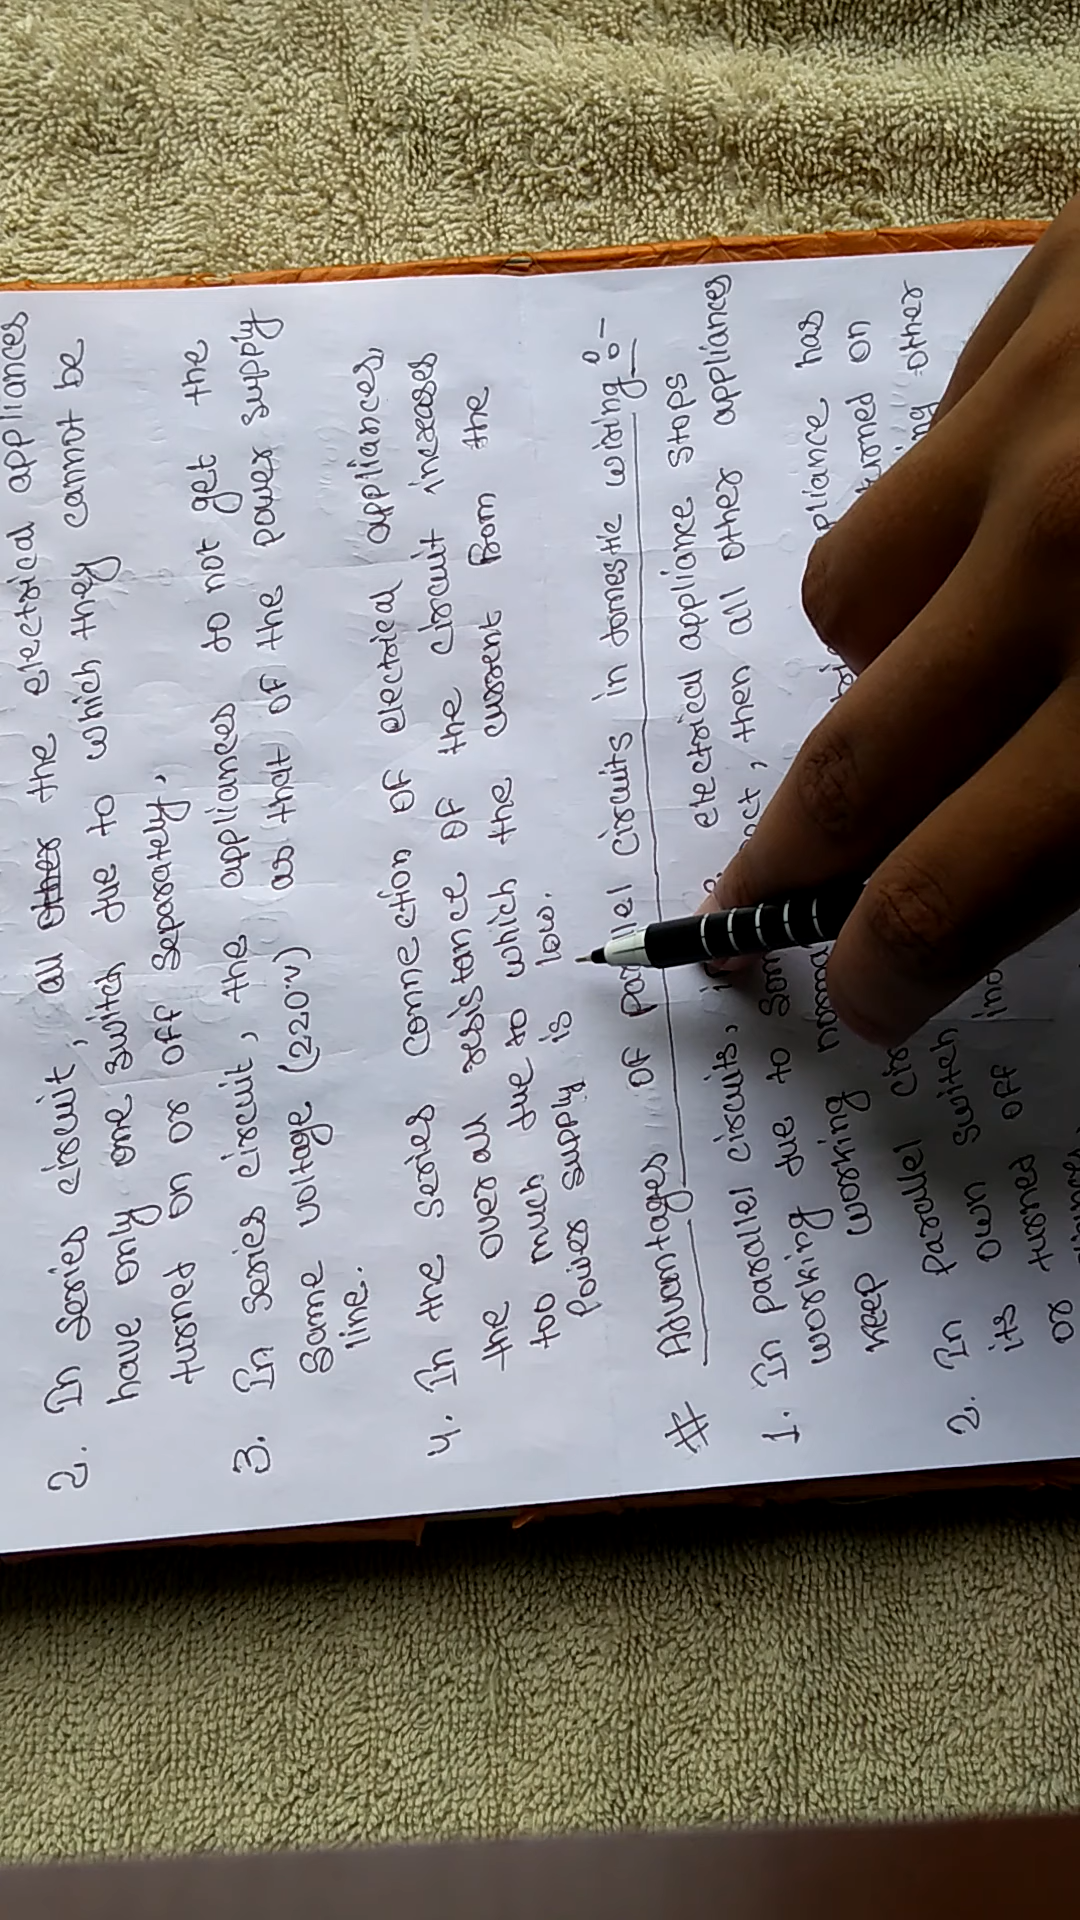 2. In series circuit, all the electrical appliances
have only one switch due to which they cannot be
turned on or off separately.
3. In series circuit, the appliances do not get the
same voltage (220V) as that of the power supply
line.
4. In the series connection of electrical appliances,
the over all resistance of the circuit increases
too much due to which the current from the
power supply is low.
# Advantages of parallel circuits in domestic wiring :-
1. In parallel circuits, electrical appliance stops
working due to , then all other appliances
keep working
2. In parallel has
its own switch turned on
or turned off other